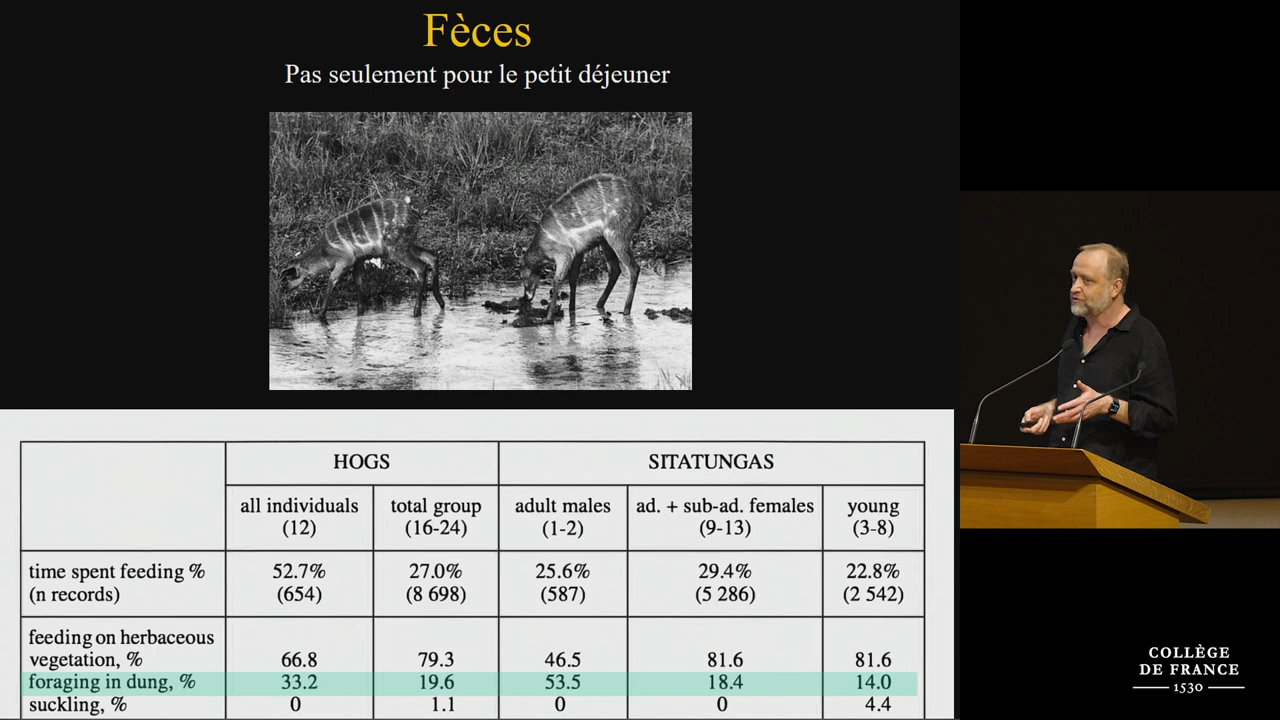 Fèces
Pas seulement pour le petit déjeuner
HOGS SITATUNGAS
all individuals total group adult males ad. + sub-ad. females young
(12) (16-24) (1-2) (9-13) (3-8)
time spent feeding % 52.7% 27.0% 25.6% 29.4% 22.8%
(n records) (654) (8 698) (587) (5 286) (2 542)
feeding on herbaceous
vegetation, % 66.8 79.3 46.5 81.6 81.6
foraging in dung, % 33.2 19.6 53.5 18.4 14.0
suckling, % 0 1.1 0 0 4.4
COLLÈGE
DE FRANCE
1530